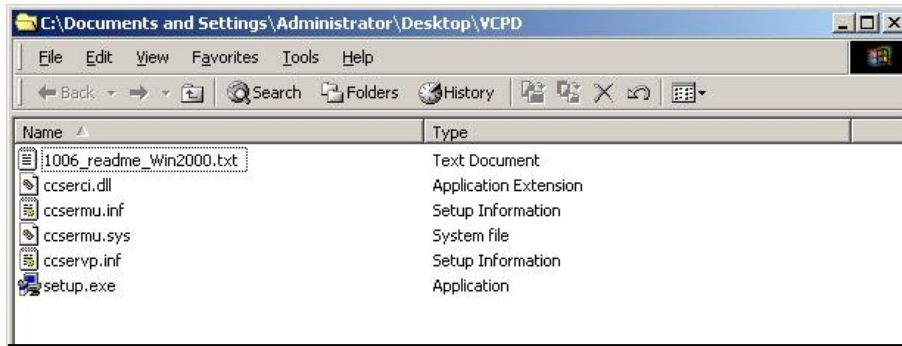 C:\Documents and Settings\Administrator\Desktop\VCPD
File Edit View Favorites Tools Help
Back Search Folders History
Name Type
1006_readme_Win2000.txt Text Document
ccserci.dll Application Extension
ccsermu.inf Setup Information
ccsermu.sys System file
ccservp.inf Setup Information
setup.exe Application